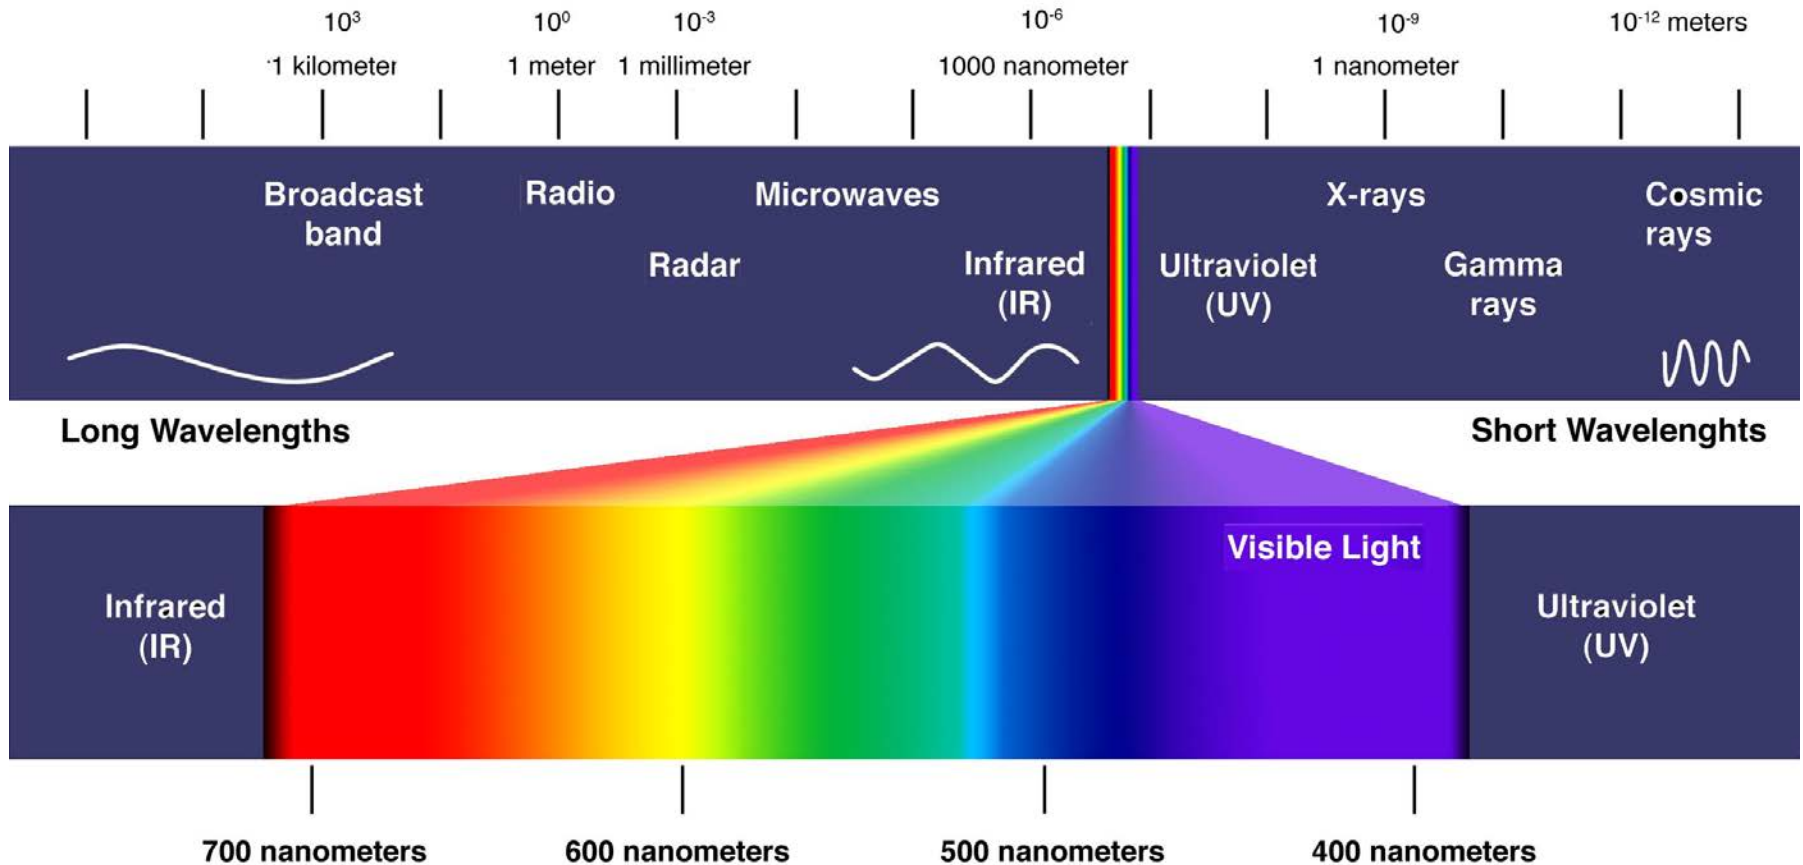 10³ 10⁰ 10⁻³ 10⁻⁶ 10⁻⁹ 10⁻¹² meters
1 kilometer 1 meter 1 millimeter 1000 nanometer 1 nanometer
Broadcast band
Radio
Radar
Microwaves
Infrared
(IR)
Ultraviolet
(UV)
X-rays
Gamma
rays
Cosmic
rays
Long Wavelengths
Short Wavelenghts
Infrared
(IR)
Visible Light
Ultraviolet
(UV)
700 nanometers 600 nanometers 500 nanometers 400 nanometers